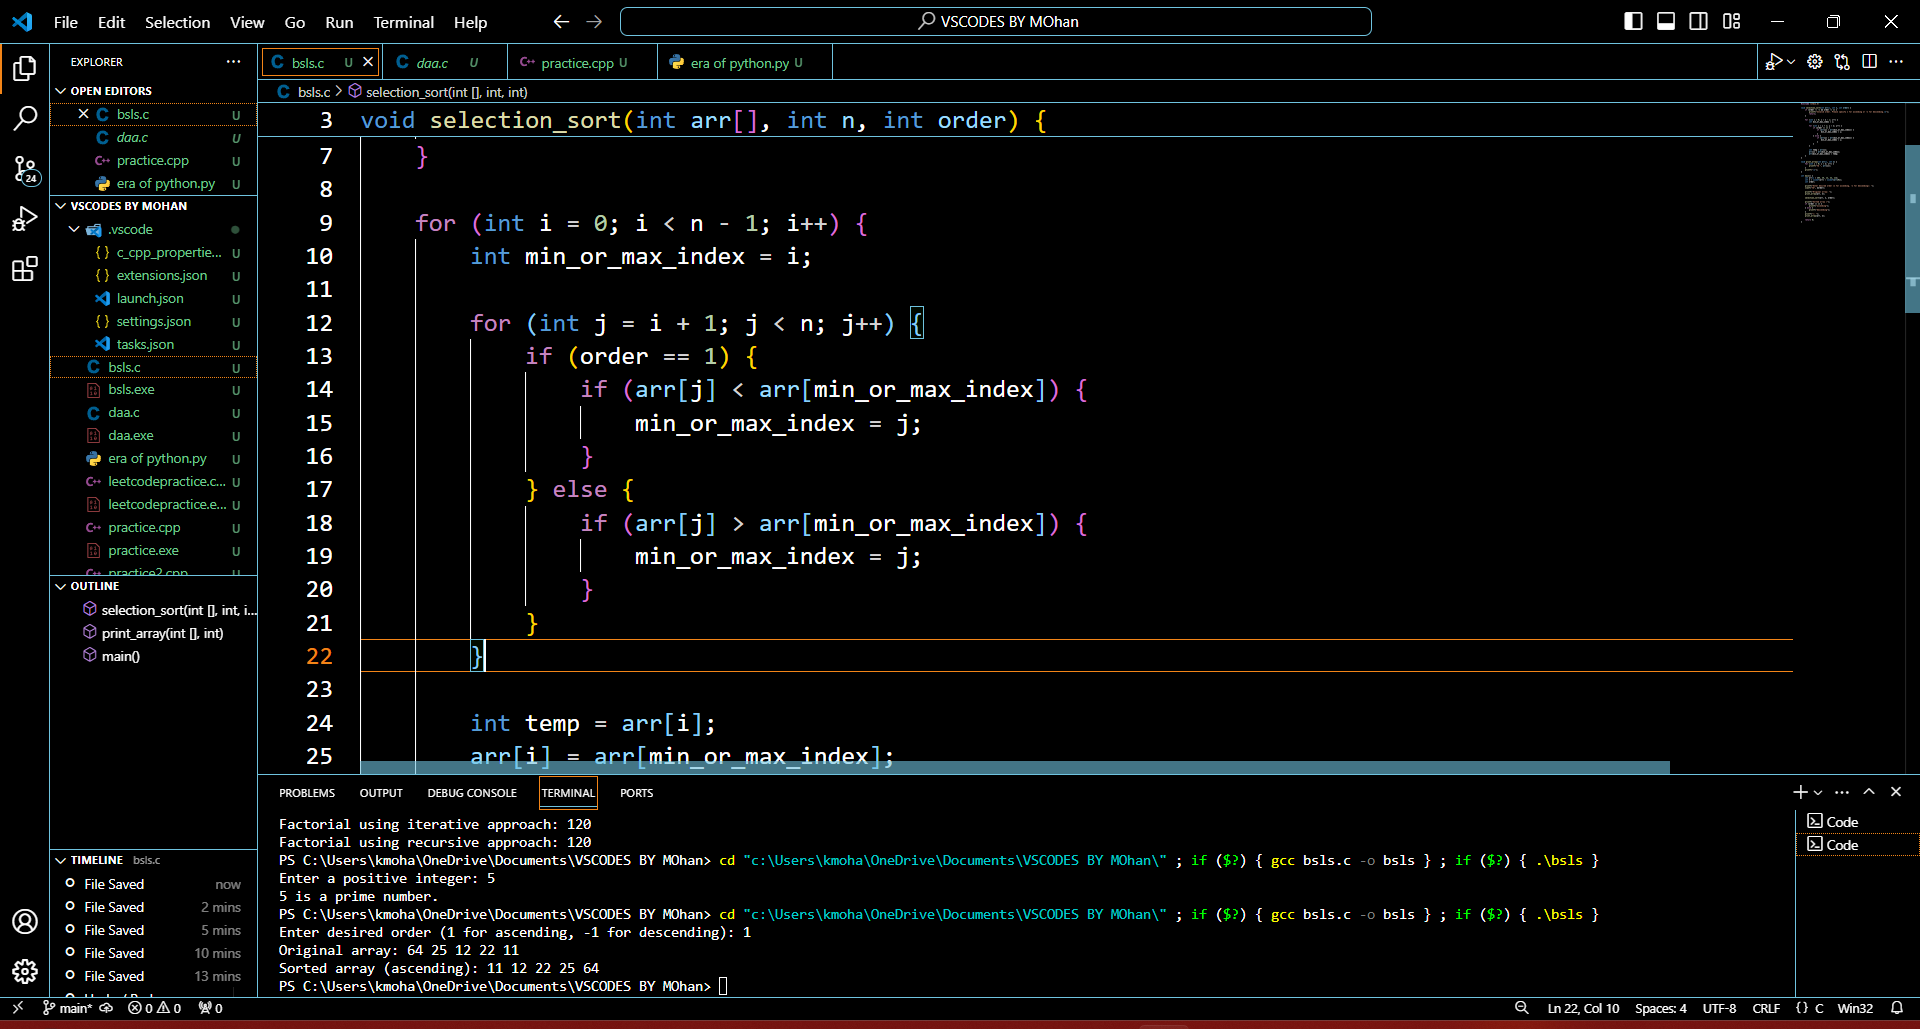 File Edit Selection View Go Run Terminal Help
VSCODES BY MOhan
EXPLORER
OPEN EDITORS
bsls.c U
daa.c U
practice.cpp U
era of python.py U
VSCODES BY MOHAN
.vscode
c_cpp_propertie... U
extensions.json U
launch.json U
settings.json U
tasks.json U
bsls.c U
bsls.exe U
daa.c U
daa.exe U
era of python.py U
leetcodepractice.c... U
leetcodepractice.e... U
practice.cpp U
practice.exe U
practice2.cpp U
OUTLINE
selection_sort(int [], int, i...
print_array(int [], int)
main()
TIMELINE bsls.c
File Saved now
File Saved 2 mins
File Saved 5 mins
File Saved 10 mins
File Saved 13 mins
bsls.c U daa.c U practice.cpp U era of python.py U
bsls.c > selection_sort(int [], int, int)
3 void selection_sort(int arr[], int n, int order) {
7 }
8
9 for (int i = 0; i < n - 1; i++) {
10 int min_or_max_index = i;
11
12 for (int j = i + 1; j < n; j++) {
13 if (order == 1) {
14 if (arr[j] < arr[min_or_max_index]) {
15 min_or_max_index = j;
16 }
17 } else {
18 if (arr[j] > arr[min_or_max_index]) {
19 min_or_max_index = j;
20 }
21 }
22 }
23
24 int temp = arr[i];
25 arr[i] = arr[min_or_max_index];
PROBLEMS OUTPUT DEBUG CONSOLE TERMINAL PORTS
Factorial using iterative approach: 120
Factorial using recursive approach: 120
PS C:\Users\kmoha\OneDrive\Documents\VSCODES BY MOhan> cd "c:\Users\kmoha\OneDrive\Documents\VSCODES BY MOhan\" ; if ($?) { gcc bsls.c -o bsls } ; if ($?) { .\bsls }
Enter a positive integer: 5
5 is a prime number.
PS C:\Users\kmoha\OneDrive\Documents\VSCODES BY MOhan> cd "c:\Users\kmoha\OneDrive\Documents\VSCODES BY MOhan\" ; if ($?) { gcc bsls.c -o bsls } ; if ($?) { .\bsls }
Enter desired order (1 for ascending, -1 for descending): 1
Original array: 64 25 12 22 11
Sorted array (ascending): 11 12 22 25 64
PS C:\Users\kmoha\OneDrive\Documents\VSCODES BY MOhan>
Code
Code
24
main* 0 0 0
Ln 22, Col 10 Spaces: 4 UTF-8 CRLF {} C Win32